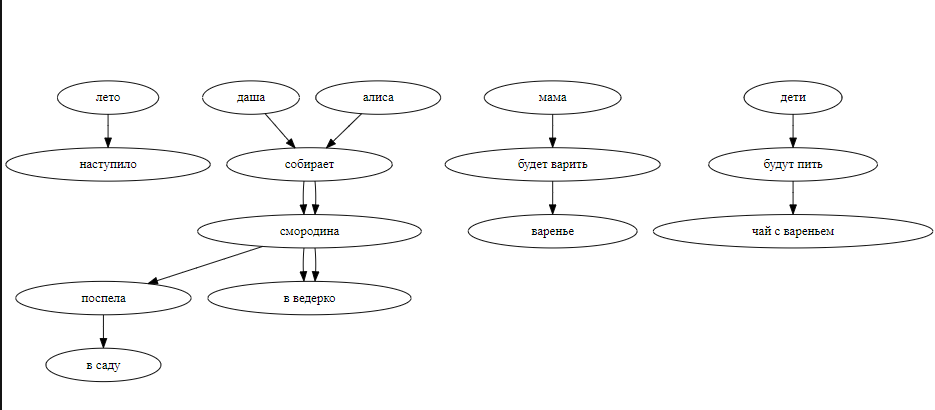 лето
даша
алиса
мама
дети
наступило
собирает
будет варить
будут пить
смородина
варенье
чай с вареньем
поспела
в ведерко
в саду